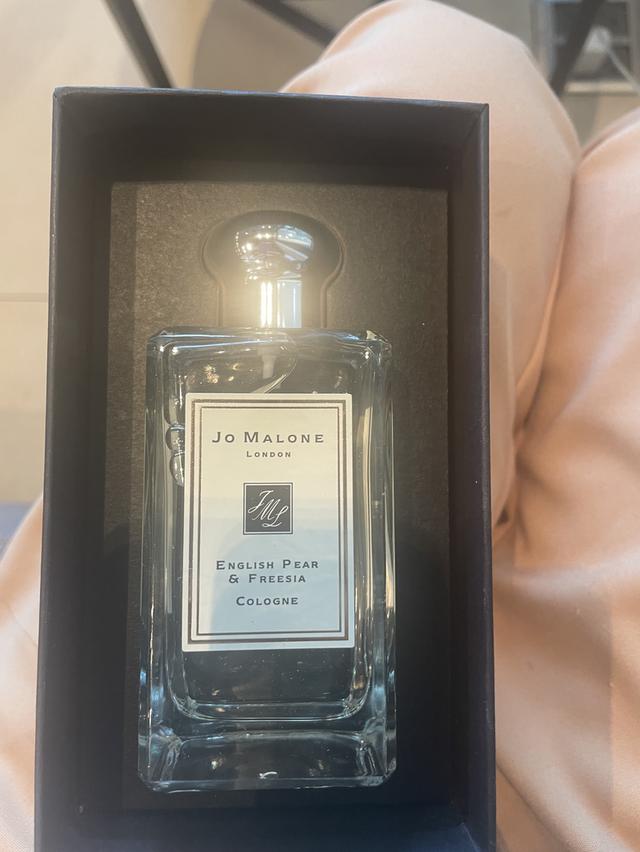 Jo Malone
London
JML
English Pear
& Freesia
Cologne